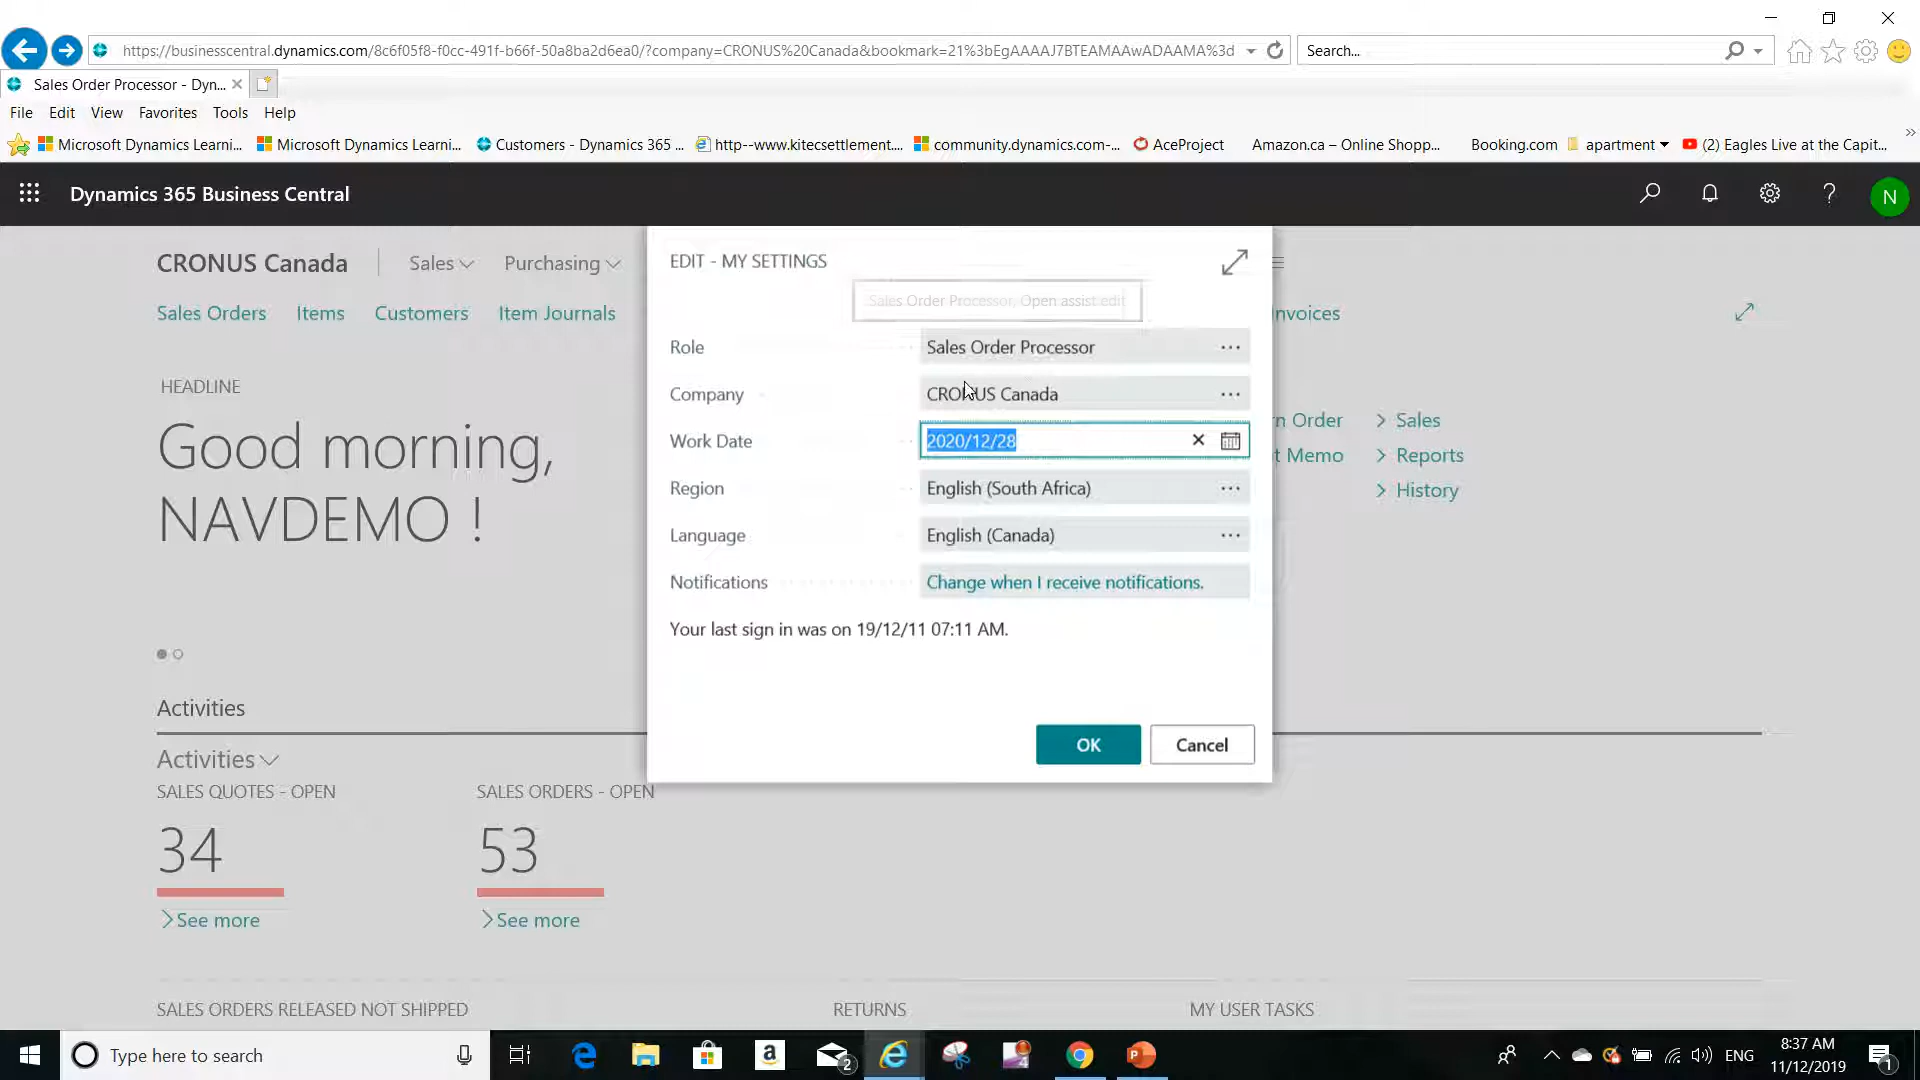 https://businesscentral.dynamics.com/8c6f05f8-f0cc-491f-b66f-50a8ba2d6ea0/?company=CRONUS%20Canada&bookmark=21%3bEgAAAAJ7BTEAMAAwADAAMA%3d
Search...
Sales Order Processor - Dyn...
File Edit View Favorites Tools Help
Microsoft Dynamics Learni... Microsoft Dynamics Learni... Customers - Dynamics 365 ... http--www.kitecsettlement.... community.dynamics.com-... AceProject Amazon.ca – Online Shopp... Booking.com apartment (2) Eagles Live at the Capit...
Dynamics 365 Business Central
N
CRONUS Canada Sales Purchasing
Sales Orders Items Customers Item Journals
EDIT - MY SETTINGS
Sales Order Processor, Open assist edit
Role Sales Order Processor
Company CRONUS Canada
Work Date 2020/12/28
Region English (South Africa)
Language English (Canada)
Notifications Change when I receive notifications.
Your last sign in was on 19/12/11 07:11 AM.
OK Cancel
nvoices
rn Order Sales
t Memo Reports
History
HEADLINE
Good morning,
NAVDEMO !
Activities
Activities
SALES QUOTES - OPEN SALES ORDERS - OPEN
34 53
See more See more
SALES ORDERS RELEASED NOT SHIPPED RETURNS MY USER TASKS
Type here to search
2
4
ENG
8:37 AM
11/12/2019
1